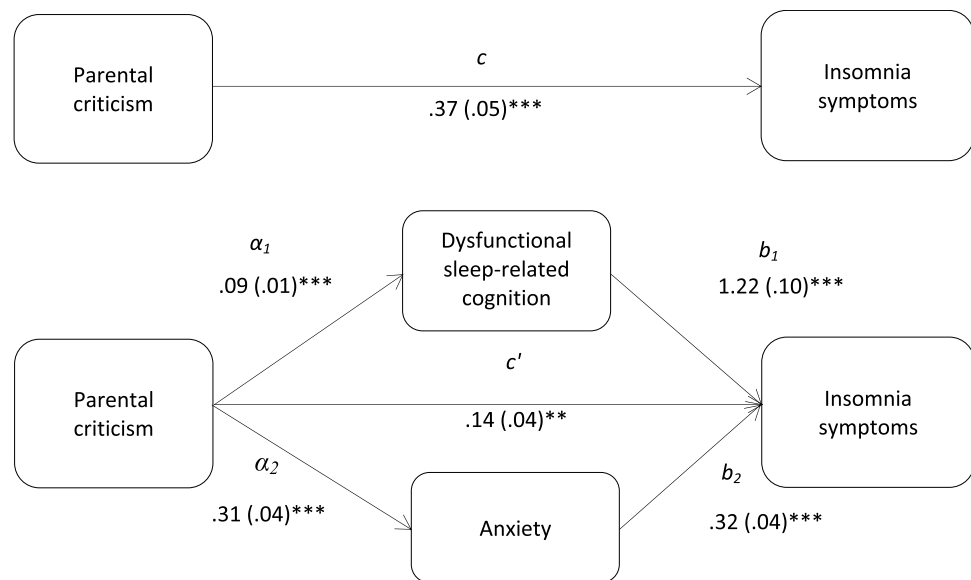 c
Parental
criticism
.37 (.05)***
Insomnia
symptoms
α1
.09 (.01)***
Dysfunctional
sleep-related
cognition
b1
1.22 (.10)***
Parental
criticism
c'
.14 (.04)**
Insomnia
symptoms
α2
.31 (.04)***
Anxiety
b2
.32 (.04)***